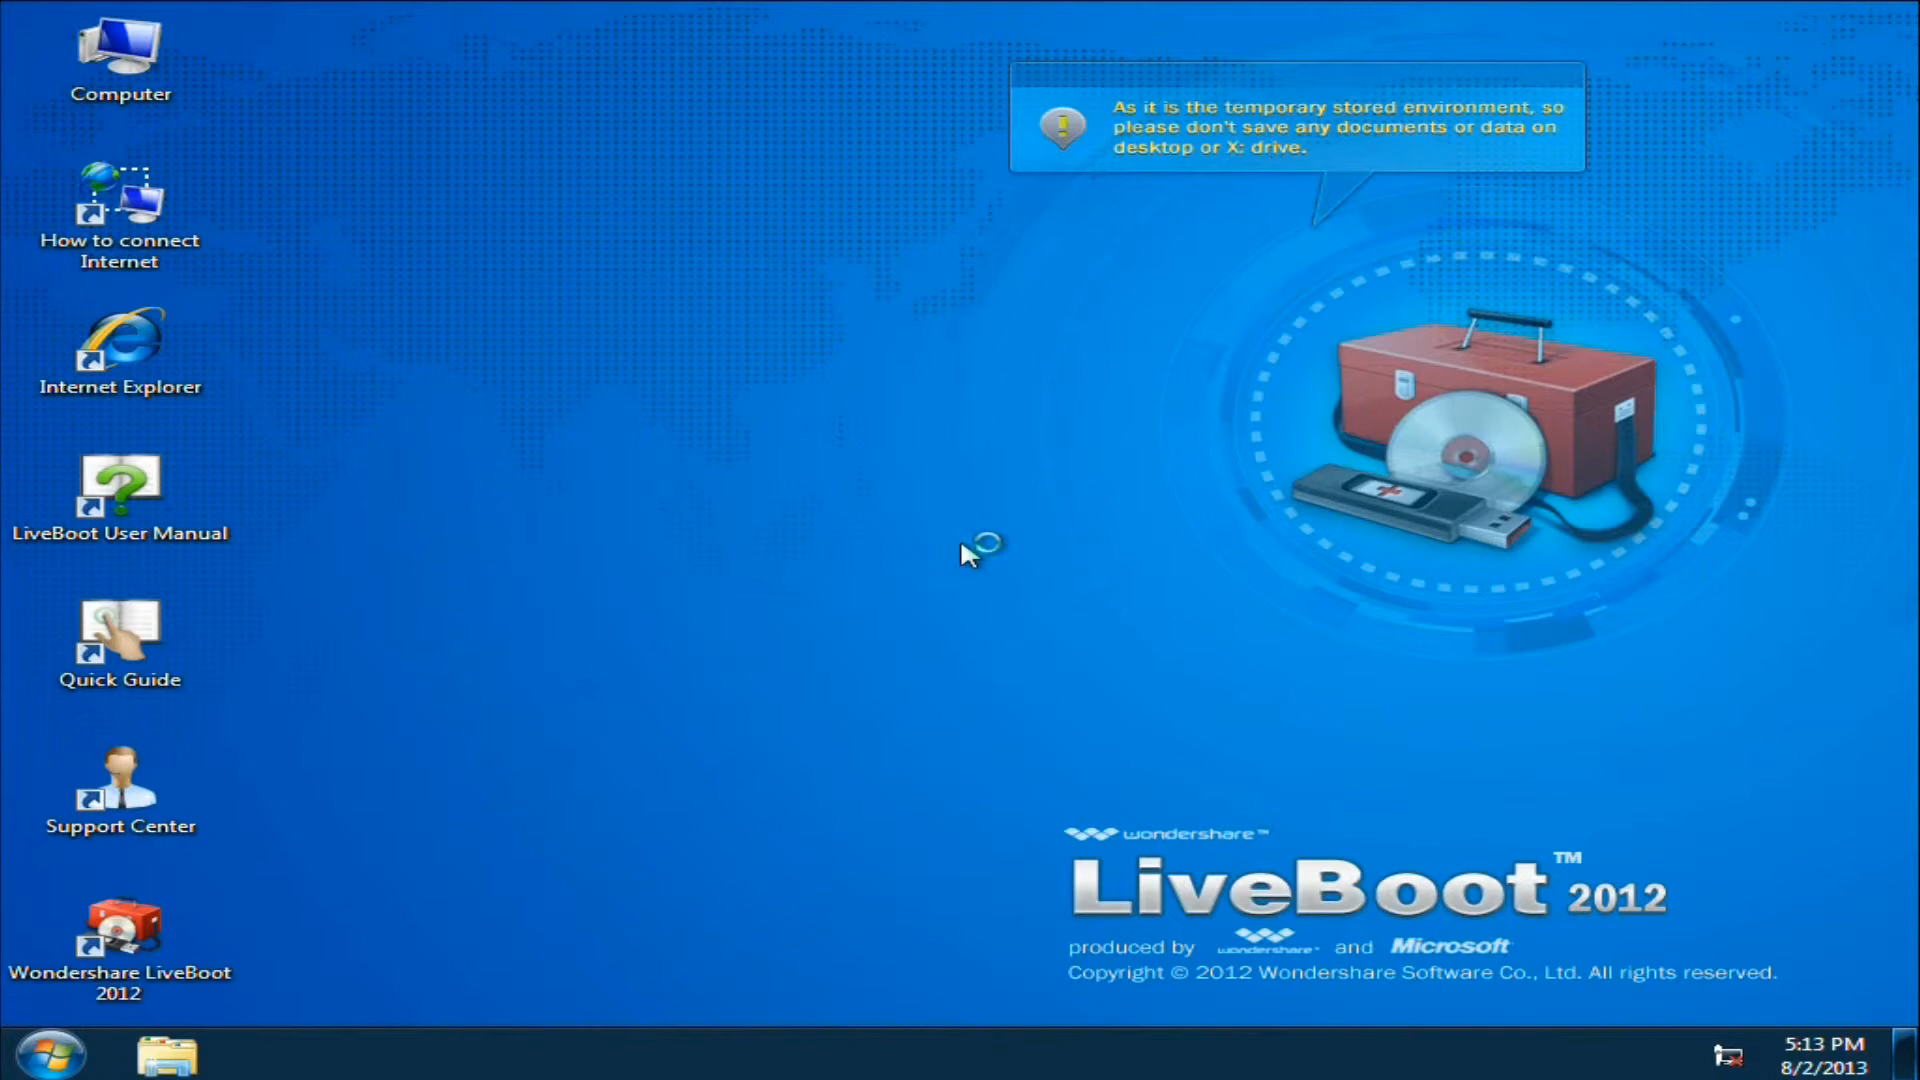 Computer
How to connect
Internet
Internet Explorer
LiveBoot User Manual
Quick Guide
Support Center
Wondershare LiveBoot
2012
As it is the temporary stored environment, so
please don't save any documents or data on
desktop or X: drive.
wondershare™
LiveBoot™ 2012
produced by wondershare and Microsoft
Copyright © 2012 Wondershare Software Co., Ltd. All rights reserved.
5:13 PM
8/2/2013